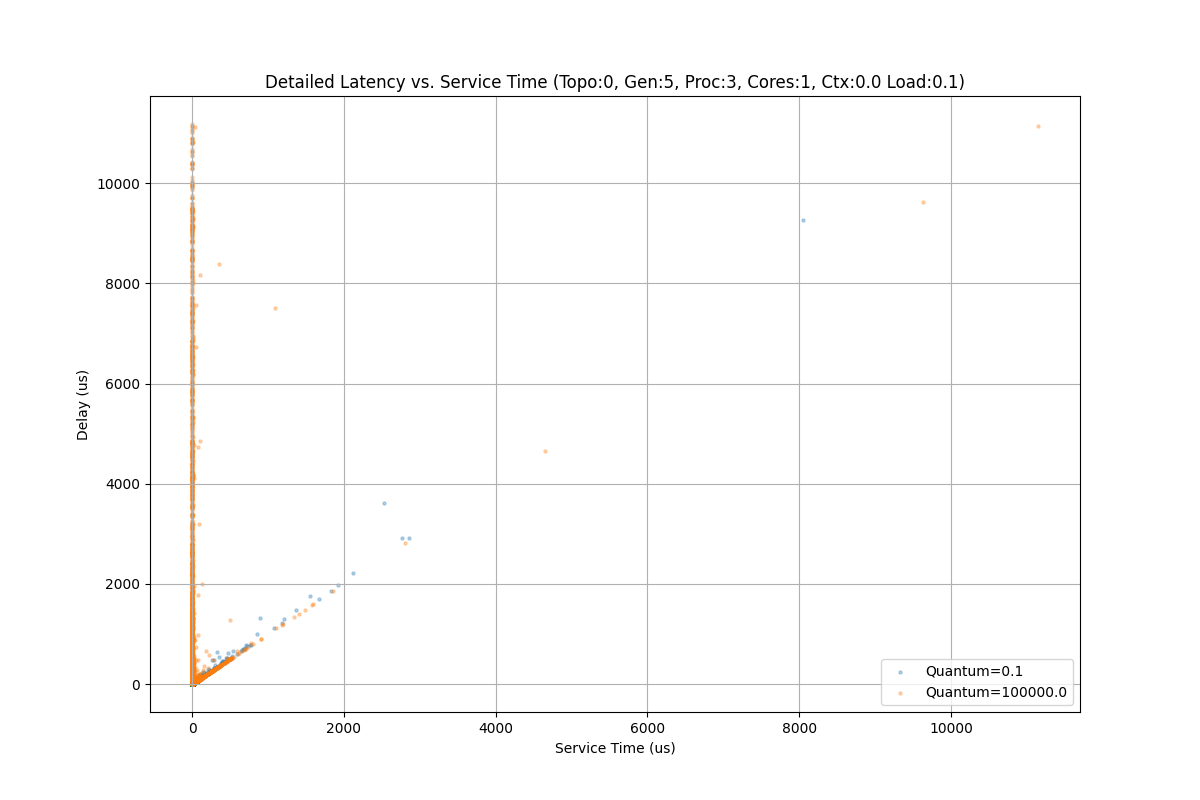 Detailed Latency vs. Service Time (Topo:0, Gen:5, Proc:3, Cores:1, Ctx:0.0 Load:0.1)
Delay (us)
10000
8000
6000
4000
2000
0
Quantum=0.1
Quantum=100000.0
0 2000 4000 6000 8000 10000
Service Time (us)